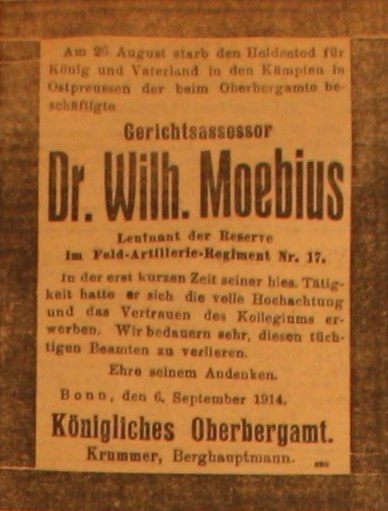 Am 26 August starb den Heldentod für
König und Vaterland in den Kämpfen in
Ostpreussen der beim Oberbergamte be-
schäftigte
Gerichtsassessor
Dr. Wilh. Moebius
Leutnant der Reserve
im Feld-Artillerie-Regiment Nr. 17.
In der erst kurzen Zeit seiner hies. Tätig-
keit hatte er sich die volle Hochachtung
und das Vertrauen des Kollegiums er-
werben. Wir bedauern sehr, diesen tüch-
tigen Beamten zu verlieren.
Ehre seinem Andenken.
Bonn, den 6. September 1914.
Königliches Oberbergamt.
Krummer, Berghauptmann.